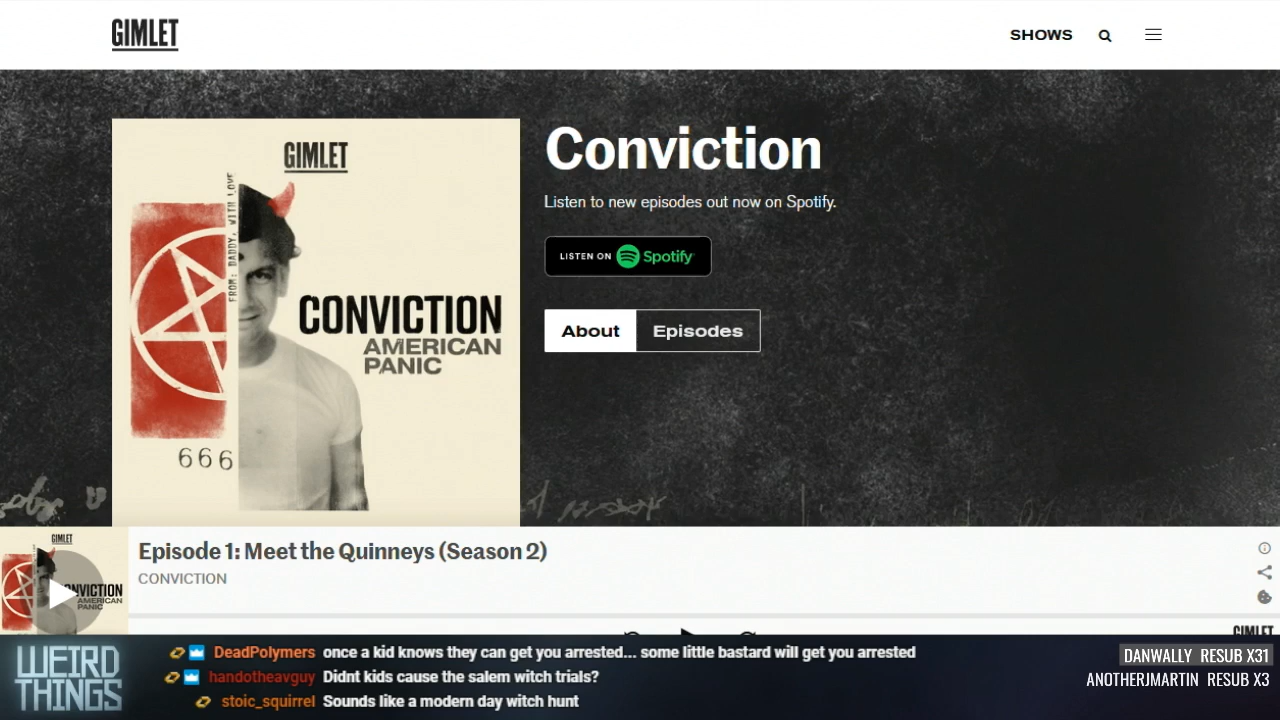 GIMLET
SHOWS
GIMLET
FROM: DADDY, WITH LOVE
CONVICTION
AMERICAN
PANIC
666
Conviction
Listen to new episodes out now on Spotify.
LISTEN ON Spotify
About Episodes
GIMLET
CONVICTION
AMERICAN
PANIC
Episode 1: Meet the Quinneys (Season 2)
CONVICTION
GIMLET
WEIRD
THINGS
DeadPolymers once a kid knows they can get you arrested... some little bastard will get you arrested
handotheavguy Didnt kids cause the salem witch trials?
stoic_squirrel Sounds like a modern day witch hunt
DANWALLY RESUB X31
ANOTHERJMARTIN RESUB X3